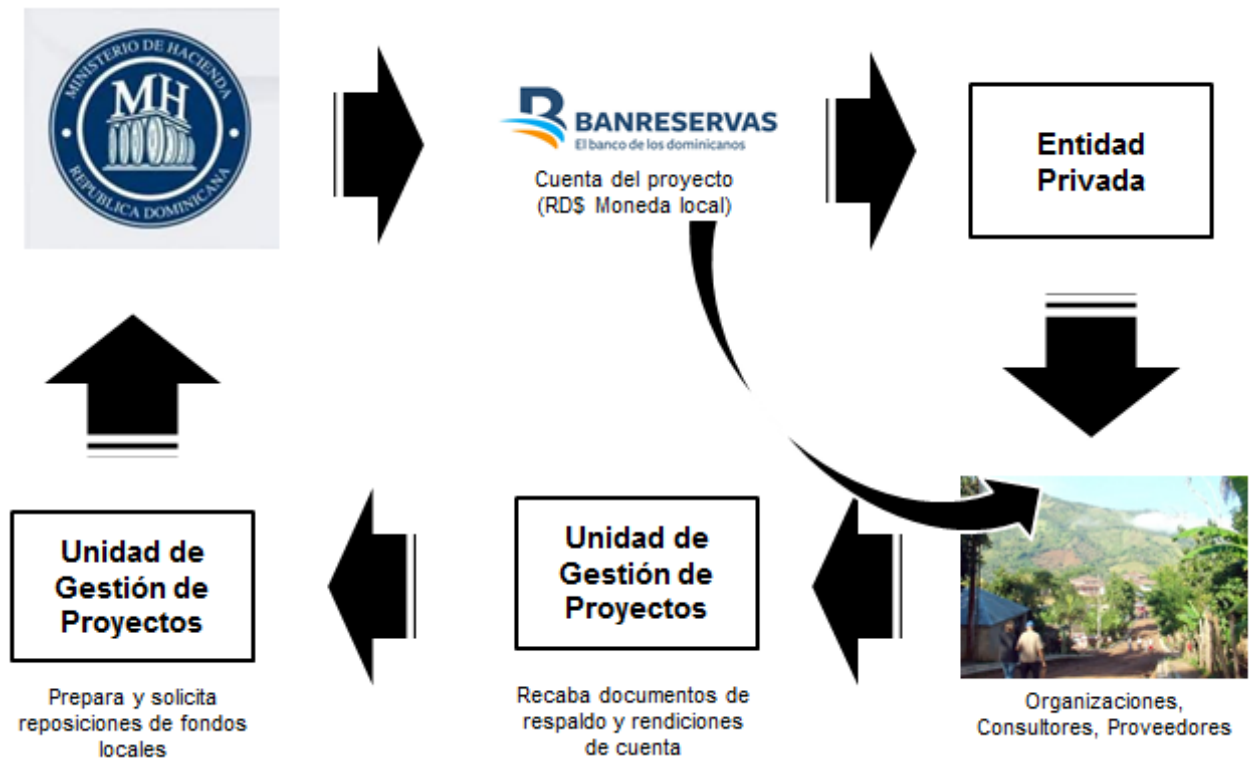 MINISTERIO DE HACIENDA
MH
REPUBLICA DOMINICANA
BANRESERVAS
El banco de los dominicanos
Cuenta del proyecto
(RD$ Moneda local)
Entidad
Privada
Unidad de
Gestión de
Proyectos
Prepara y solicita
reposiciones de fondos
locales
Unidad de
Gestión de
Proyectos
Recaba documentos de
respaldo y rendiciones
de cuenta
Organizaciones,
Consultores, Proveedores